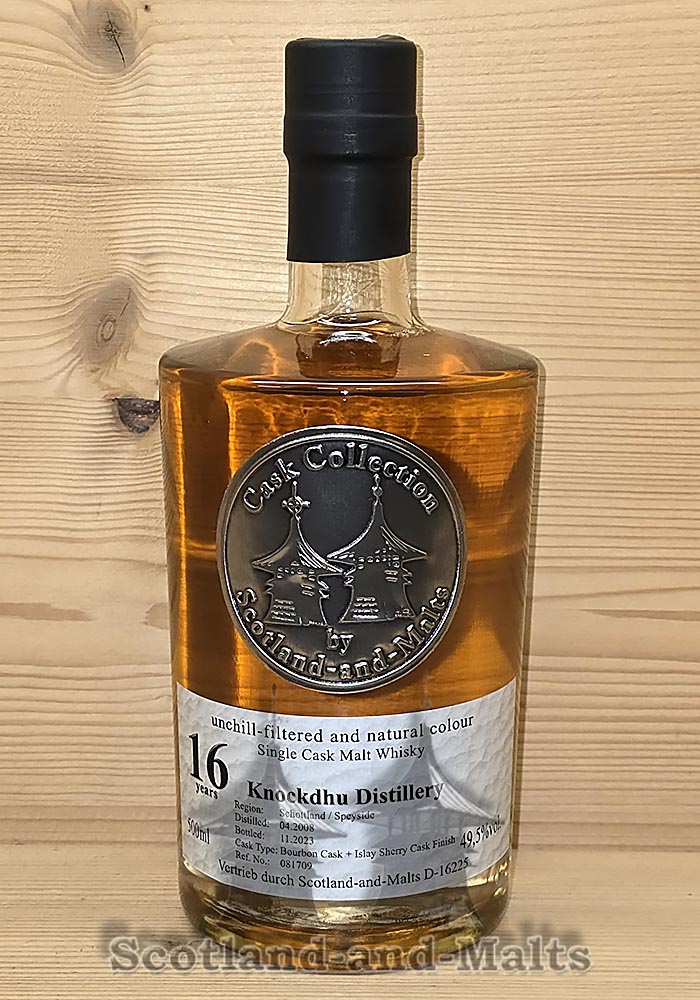 Cask Collection
by
Scotland-and-Malts
unchill-filtered and natural colour
Single Cask Malt Whisky
16
years
Knockdhu Distillery
Region: Schottland / Speyside
Distilled: 04.2008
Bottled: 11.2023
Cask Type: Bourbon Cask + Islay Sherry Cask Finish
Ref. No.: 081709
500ml
49,5%vol.
Vertrieb durch Scotland-and-Malts D-16225
Scotland-and-Malts